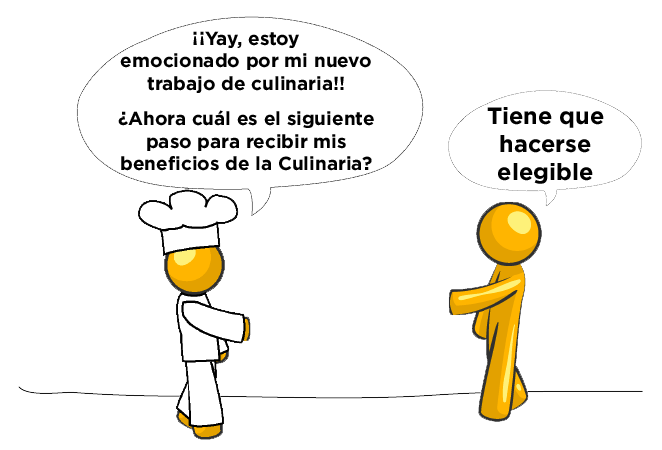 ¡¡Yay, estoy
emocionado por mi nuevo
trabajo de culinaria!!
¿Ahora cuál es el siguiente
paso para recibir mis
beneficios de la Culinaria?
Tiene que
hacerse
elegible